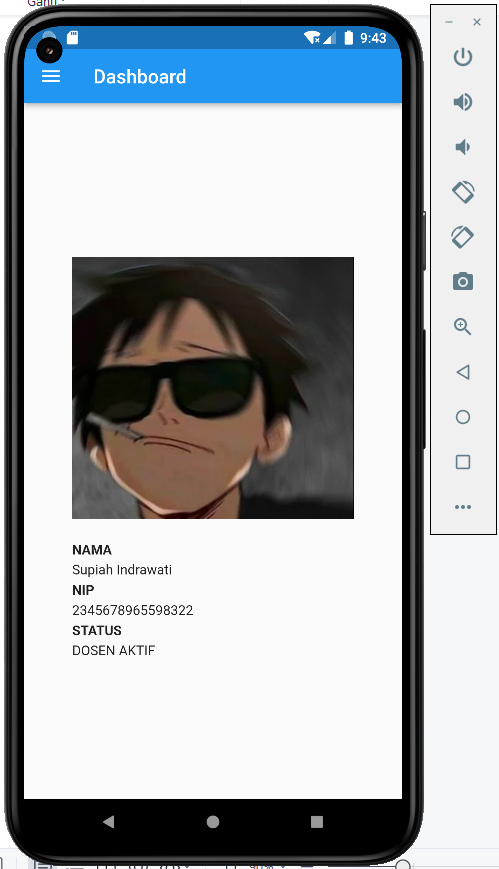 9:43
Dashboard
NAMA
Supiah Indrawati
NIP
2345678965598322
STATUS
DOSEN AKTIF